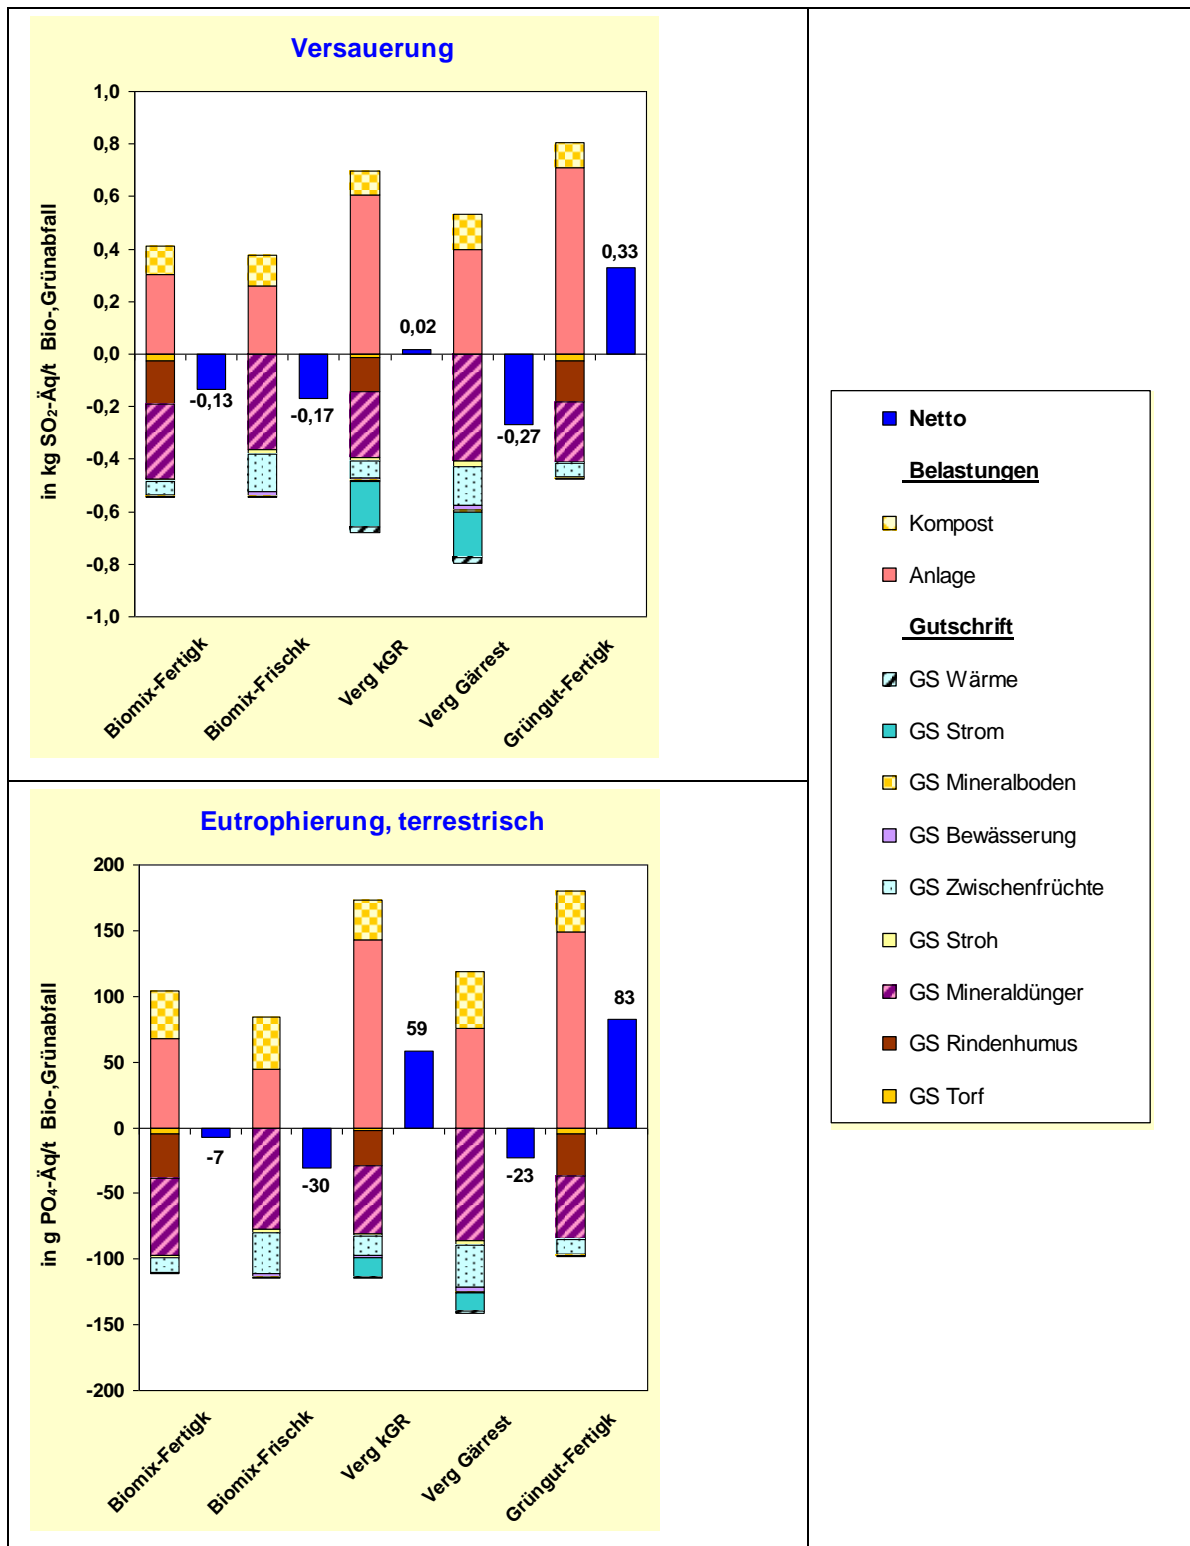 Versauerung
in kg SO₂-Äq/t Bio-,Grünabfall
1,0
0,8
0,6
0,4
0,2
0,0
-0,2
-0,4
-0,6
-0,8
-1,0
-0,13
-0,17
0,02
-0,27
0,33
Biomix-Fertigk
Biomix-Frischk
Verg kGR
Verg Gärrest
Grüngut-Fertigk
Eutrophierung, terrestrisch
in g PO₄-Äq/t Bio-,Grünabfall
200
150
100
50
0
-50
-100
-150
-200
-7
-30
59
-23
83
Biomix-Fertigk
Biomix-Frischk
Verg kGR
Verg Gärrest
Grüngut-Fertigk
Netto
Belastungen
Kompost
Anlage
Gutschrift
GS Wärme
GS Strom
GS Mineralboden
GS Bewässerung
GS Zwischenfrüchte
GS Stroh
GS Mineraldünger
GS Rindenhumus
GS Torf